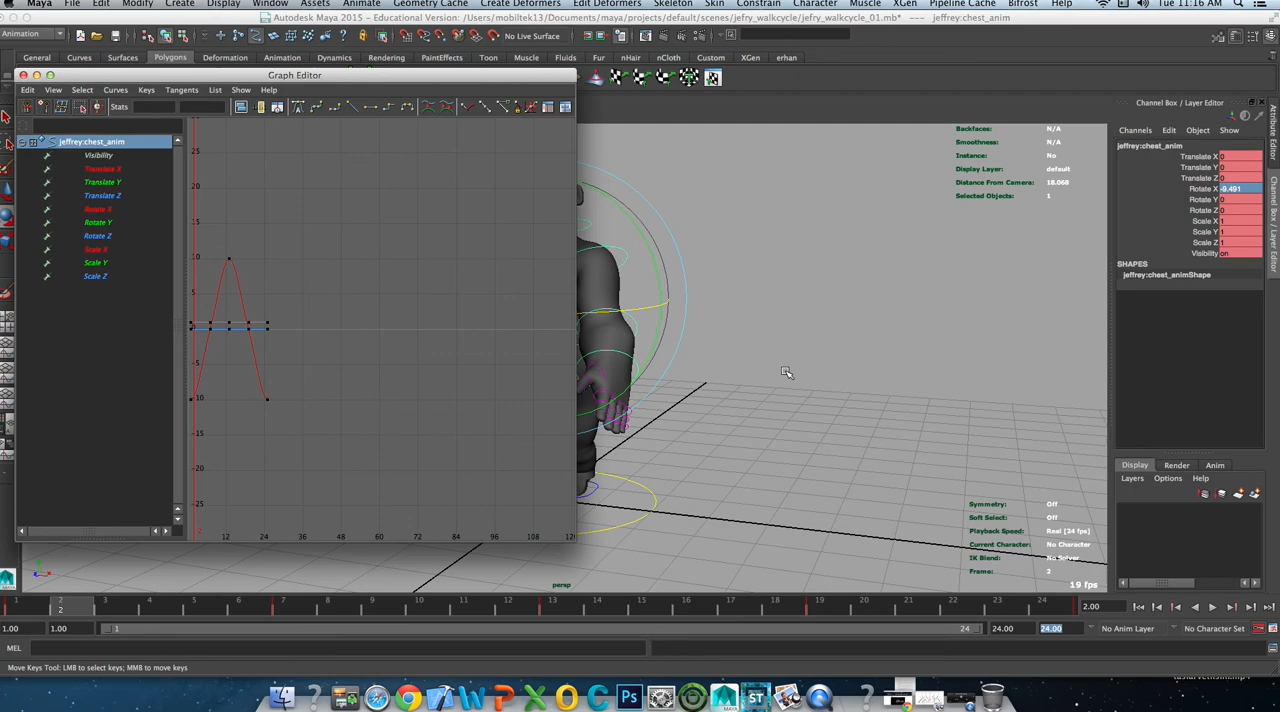 Maya File Edit Modify Create Display Window Assets Animate Geometry Cache Create Deformers Edit Deformers Skeleton Skin Constrain Character Muscle Pipeline Cache Bifrost Help Tue 11:16 AM
Autodesk Maya 2015 - Educational Version: /Users/mobiltek13/Documents/maya/projects/default/scenes/jefry_walkcycle/jefry_walkcycle_01.mb* --- jeffrey:chest_anim
Animation No Live Surface
General Curves Surfaces Polygons Deformation Animation Dynamics Rendering PaintEffects Toon Muscle Fluids Fur nHair nCloth Custom XGen erhan
Graph Editor
Edit View Select Curves Keys Tangents List Show Help
Stats
jeffrey:chest_anim
Visibility
Translate X
Translate Y
Translate Z
Rotate X
Rotate Y
Rotate Z
Scale X
Scale Y
Scale Z
25
20
15
10
5
-5
-10
-15
-20
-25
12 24 36 48 60 72 84 96 108
Backfaces: N/A
Smoothness: N/A
Instance: No
Display Layer: default
Distance From Camera: 18.068
Selected Objects: 1
Symmetry: Off
Soft Select: Off
Playback Speed: Real [24 fps]
Current Character: No Character
IK Blend: No Solver
Frame: 2
19 fps
persp
Channel Box / Layer Editor
Channels Edit Object Show
jeffrey:chest_anim
Translate X 0
Translate Y 0
Translate Z 0
Rotate X -9.491
Rotate Y 0
Rotate Z 0
Scale X 1
Scale Y 1
Scale Z 1
Visibility on
SHAPES
jeffrey:chest_animShape
Attribute Editor
Channel Box / Layer Editor
Display Render Anim
Layers Options Help
1 2 3 4 5 6 7 8 9 10 11 12 13 14 15 16 17 18 19 20 21 22 23 24 2.00
2
1.00 1.00 1 24 24.00 24.00 No Anim Layer No Character Set
MEL
Move Keys Tool: LMB to select keys; MMB to move keys